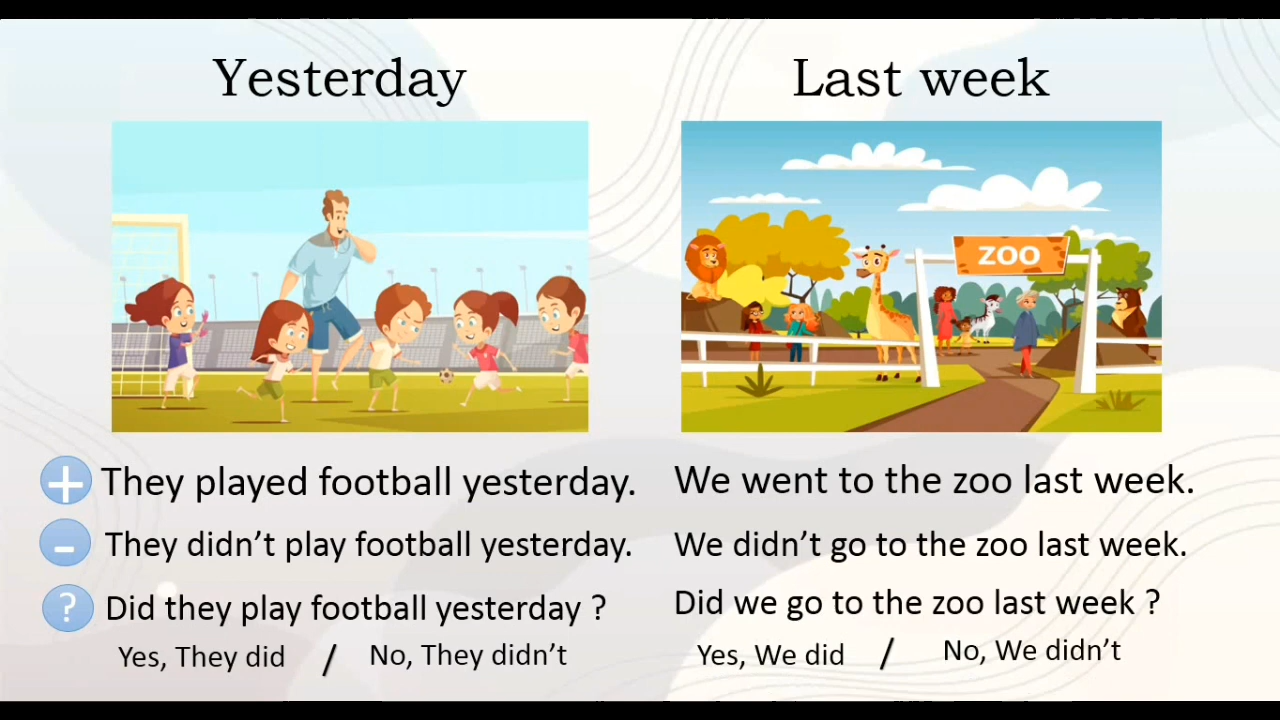 Yesterday
Last week
ZOO
+ They played football yesterday.
- They didn't play football yesterday.
? Did they play football yesterday ?
Yes, They did / No, They didn't
We went to the zoo last week.
We didn't go to the zoo last week.
Did we go to the zoo last week ?
Yes, We did / No, We didn't